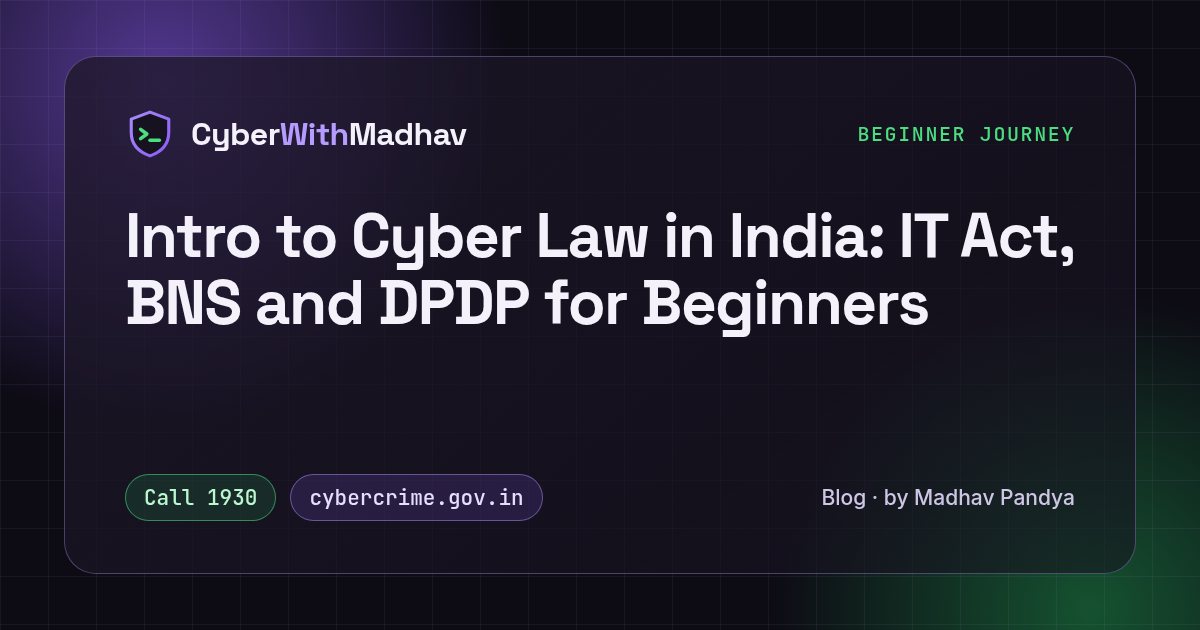 CyberWithMadhav
BEGINNER JOURNEY
Intro to Cyber Law in India: IT Act,
BNS and DPDP for Beginners
Call 1930
cybercrime.gov.in
Blog · by Madhav Pandya